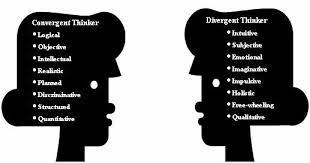 Convergent Thinker
• Logical
• Objective
• Intellectual
• Realistic
• Planned
• Discriminative
• Structured
• Quantitative
Divergent Thinker
• Intuitive
• Subjective
• Emotional
• Imaginative
• Impulsive
• Holistic
• Free-wheeling
• Qualitative